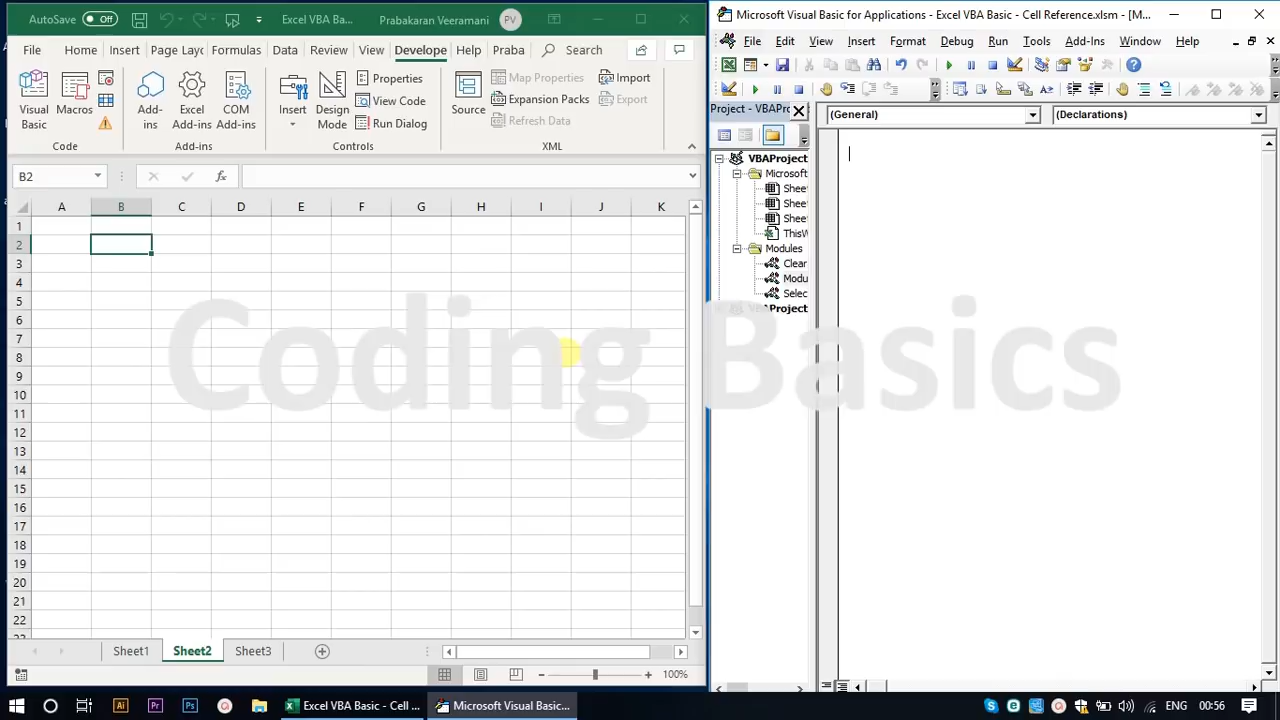 AutoSave Off Excel VBA Ba... Prabakaran Veeramani PV
File Home Insert Page Layc Formulas Data Review View Develope Help Praba Search
Visual Basic
Macros
Code
Add-ins
Excel Add-ins
COM Add-ins
Add-ins
Insert
Design Mode
Properties
View Code
Run Dialog
Controls
Source
Map Properties
Expansion Packs
Refresh Data
Import
Export
XML
B2 fx
A B C D E F G H I J K
1
2
3
4
5
6
7
8
9
10
11
12
13
14
15
16
17
18
19
20
21
22
Sheet1 Sheet2 Sheet3
100%
Microsoft Visual Basic for Applications - Excel VBA Basic - Cell Reference.xlsm - [M...
File Edit View Insert Format Debug Run Tools Add-Ins Window Help
Project - VBAPr
(General) (Declarations)
VBAProject
Microsoft
Sheet
Sheet
Sheet
ThisW
Modules
Clear
Modu
Selec
VBAProject
Coding Basics
Excel VBA Basic - Cell ... Microsoft Visual Basic... ENG 00:56